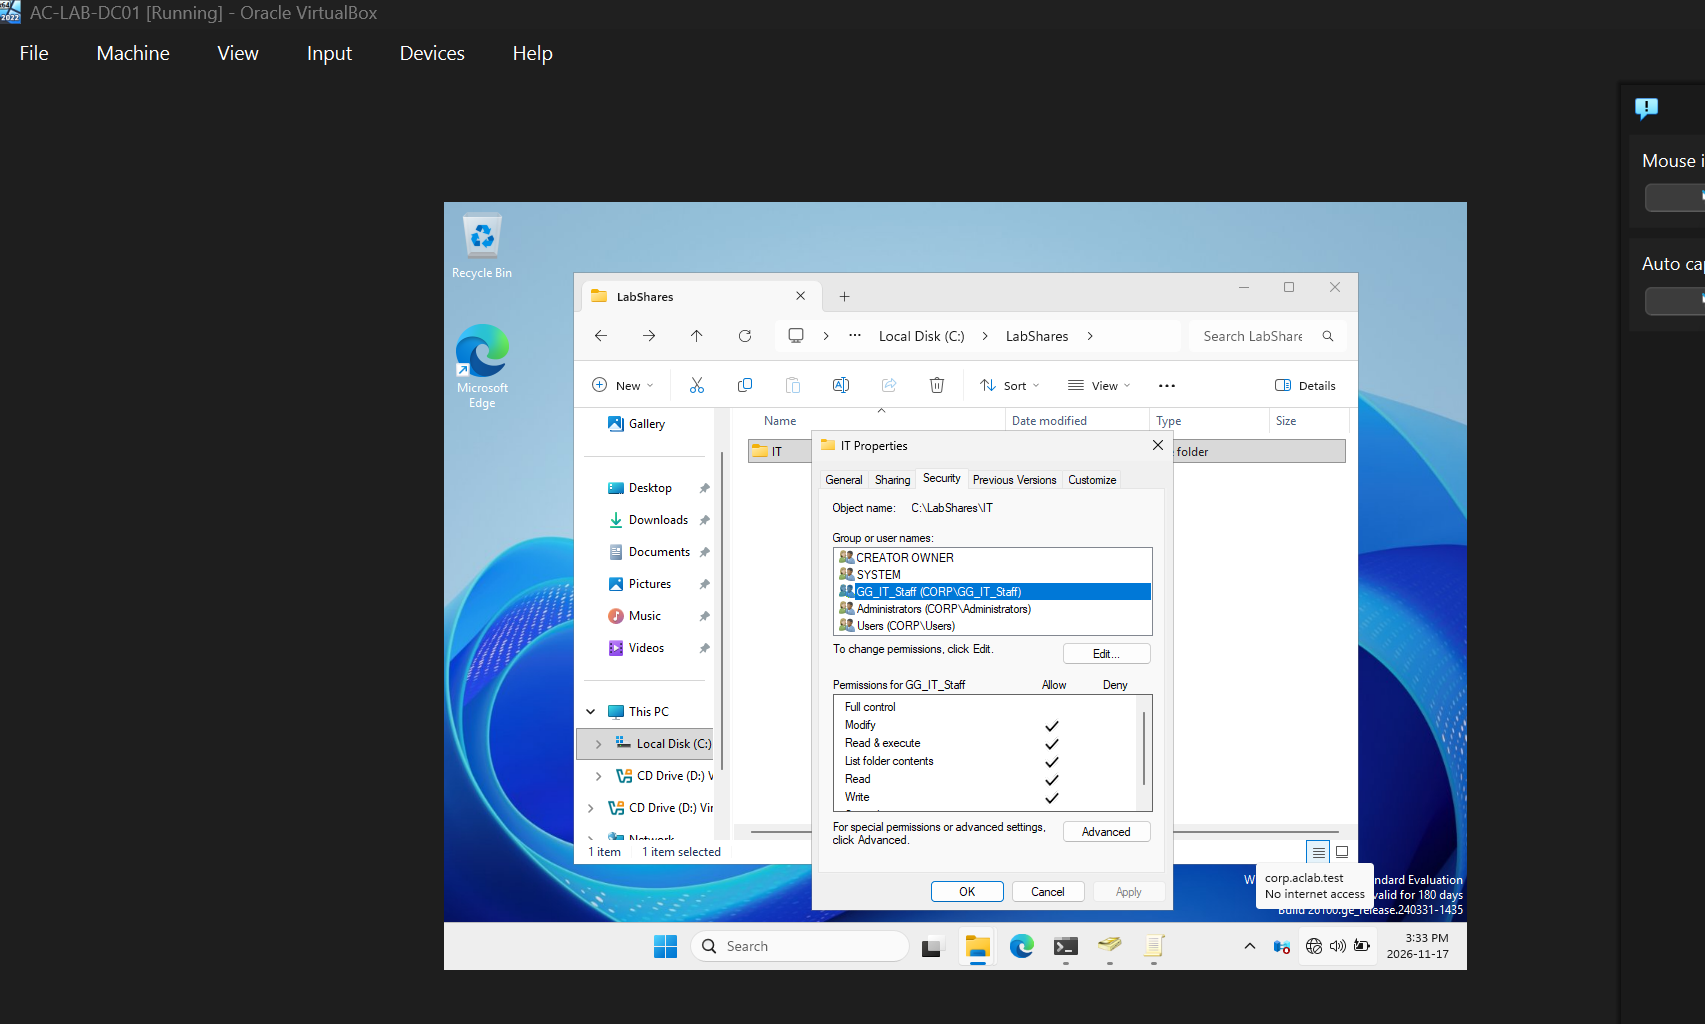 AC-LAB-DC01 [Running] - Oracle VirtualBox
File Machine View Input Devices Help
Mouse i
Auto cap
Recycle Bin
Microsoft
Edge
LabShares
Local Disk (C:) LabShares
Search LabShare
New
Sort
View
Details
Gallery
Desktop
Downloads
Documents
Pictures
Music
Videos
This PC
Local Disk (C:)
CD Drive (D:) V
CD Drive (D:) Vir
Network
1 item 1 item selected
Name Date modified Type Size
IT
folder
IT Properties
General Sharing Security Previous Versions Customize
Object name: C:\LabShares\IT
Group or user names:
CREATOR OWNER
SYSTEM
GG_IT_Staff (CORP\GG_IT_Staff)
Administrators (CORP\Administrators)
Users (CORP\Users)
To change permissions, click Edit.
Edit...
Permissions for GG_IT_Staff Allow Deny
Full control
Modify
Read & execute
List folder contents
Read
Write
For special permissions or advanced settings,
click Advanced.
Advanced
OK Cancel Apply
corp.aclab.test
No internet access
ndard Evaluation
valid for 180 days
Build 26100.ge_release.240331-1435
Search
3:33 PM
2026-11-17